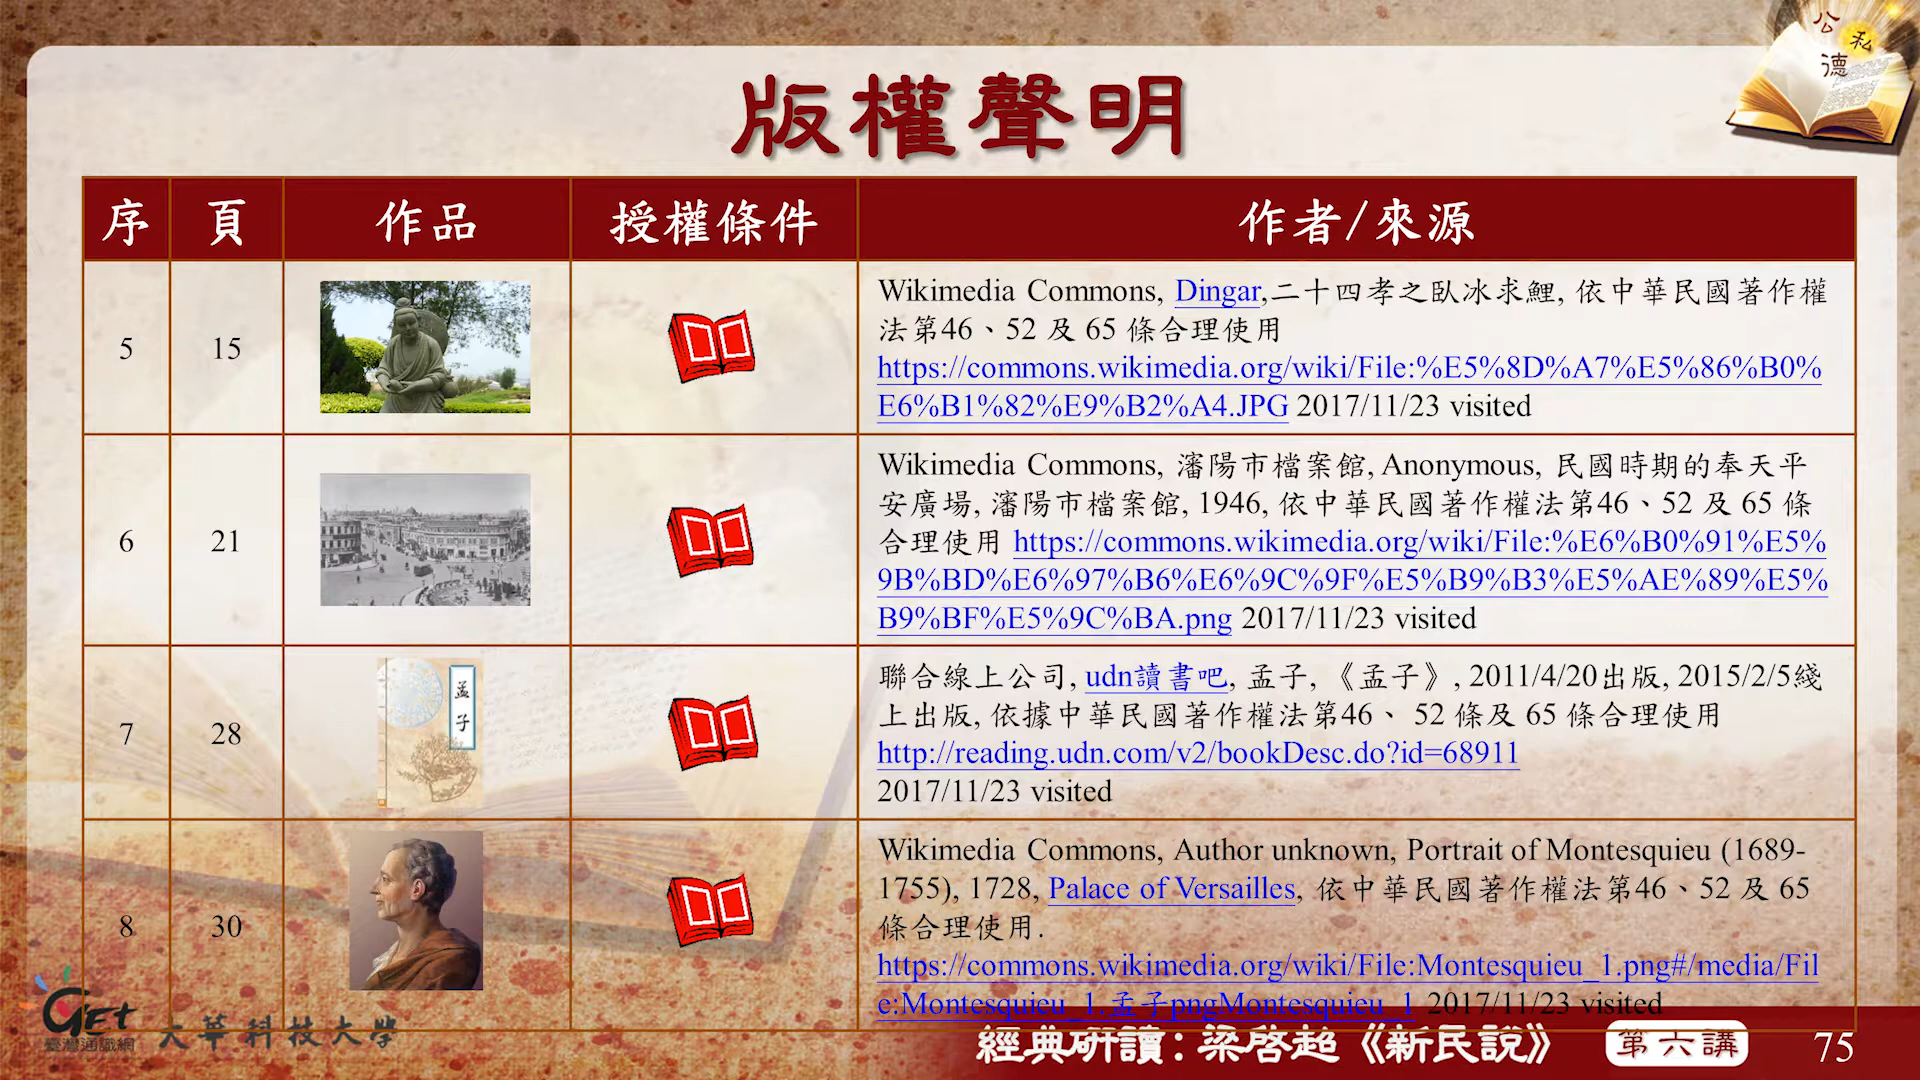 公
私
德
版權聲明
序 頁 作品 授權條件 作者/來源
5 15
Wikimedia Commons, Dingar,二十四孝之臥冰求鯉, 依中華民國著作權
法第46、52 及 65 條合理使用
https://commons.wikimedia.org/wiki/File:%E5%8D%A7%E5%86%B0%
E6%B1%82%E9%B2%A4.JPG 2017/11/23 visited
6 21
Wikimedia Commons, 瀋陽市檔案館, Anonymous, 民國時期的奉天平
安廣場, 瀋陽市檔案館, 1946, 依中華民國著作權法第46、52 及 65 條
合理使用 https://commons.wikimedia.org/wiki/File:%E6%B0%91%E5%
9B%BD%E6%97%B6%E6%9C%9F%E5%B9%B3%E5%AE%89%E5%
B9%BF%E5%9C%BA.png 2017/11/23 visited
7 28
孟子
聯合線上公司, udn讀書吧, 孟子, 《孟子》, 2011/4/20出版, 2015/2/5綫
上出版, 依據中華民國著作權法第46、 52 條及 65 條合理使用
http://reading.udn.com/v2/bookDesc.do?id=68911
2017/11/23 visited
8 30
Wikimedia Commons, Author unknown, Portrait of Montesquieu (1689-
1755), 1728, Palace of Versailles, 依中華民國著作權法第46、52 及 65
條合理使用.
https://commons.wikimedia.org/wiki/File:Montesquieu_1.png#/media/Fil
e:Montesquieu_1.孟子pngMontesquieu_1 2017/11/23 visited
GET
臺灣通識網
大華科技大學
經典研讀：梁啓超《新民說》 第六講 75